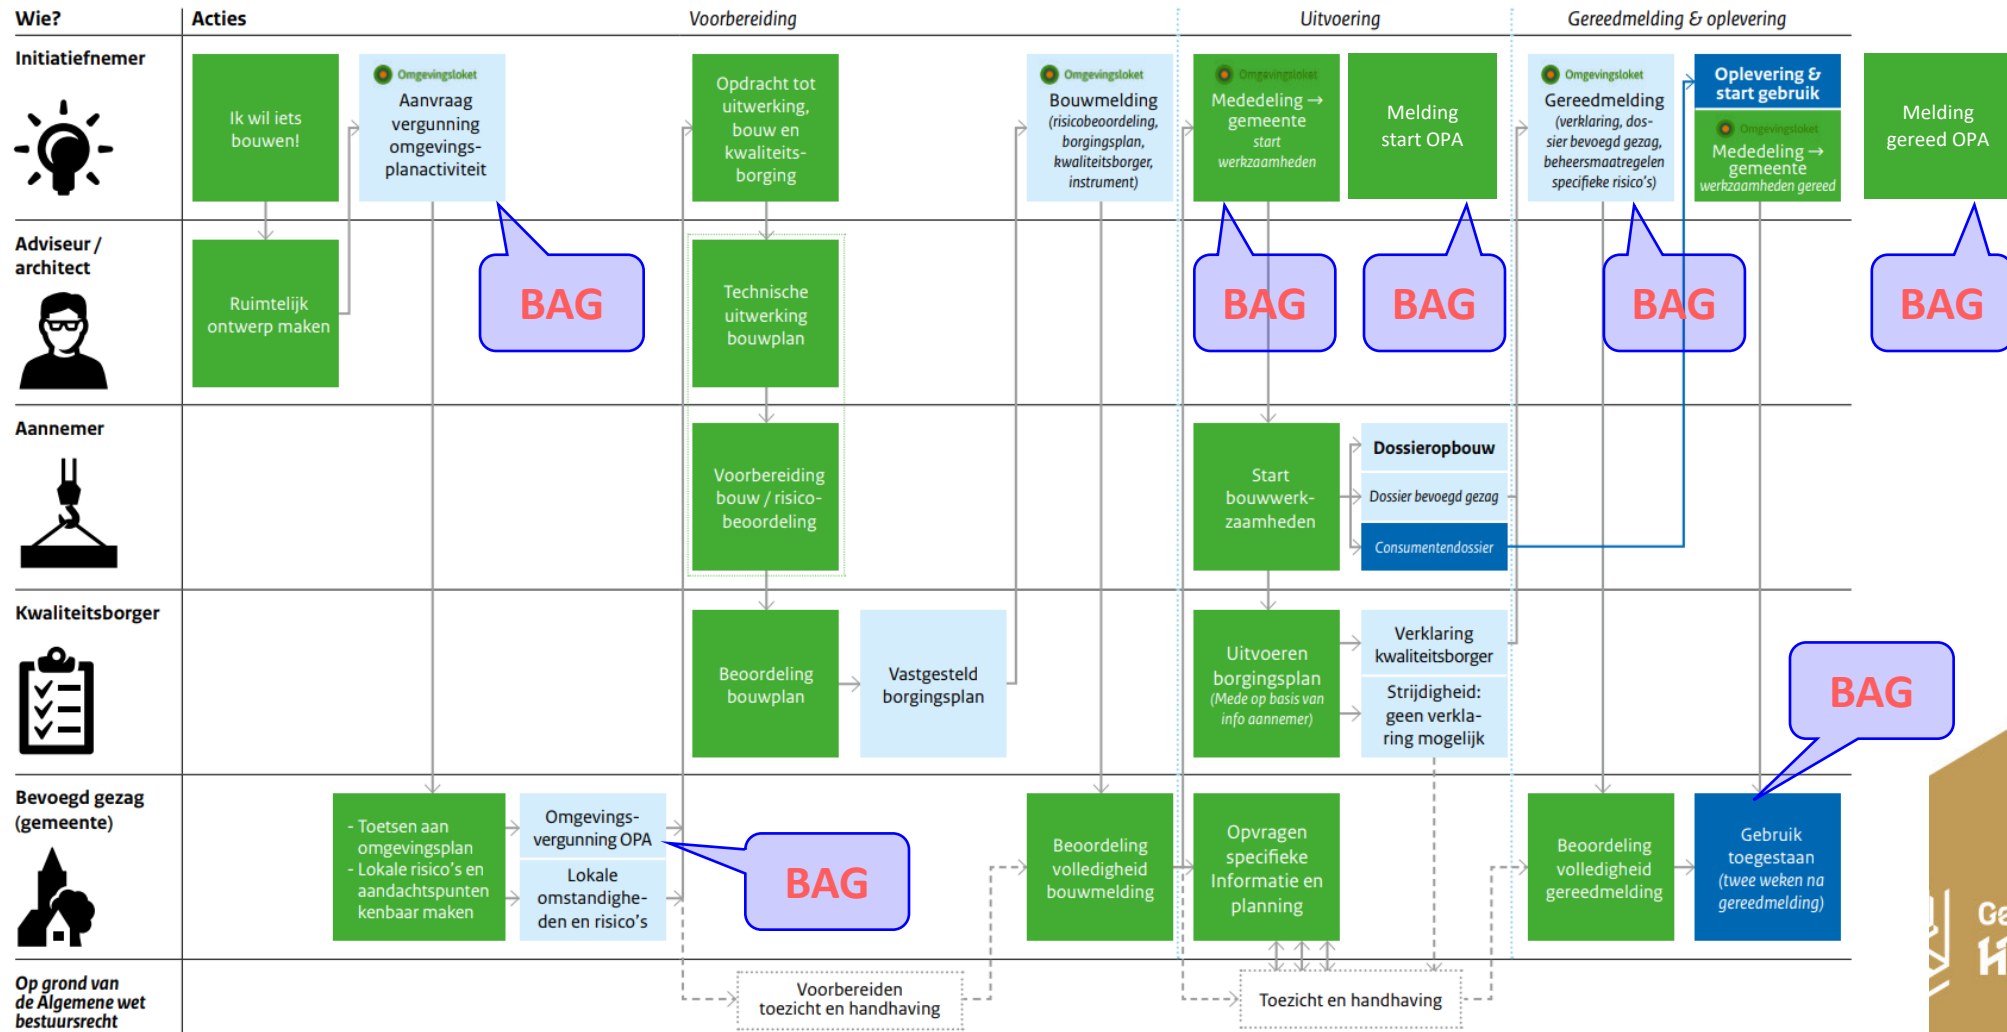 Wie?
Acties
Voorbereiding
Uitvoering
Gereedmelding & oplevering
Initiatiefnemer
Ik wil iets
bouwen!
Omgevingsloket
Aanvraag
vergunning
omgevings-
planactiviteit
Opdracht tot
uitwerking,
bouw en
kwaliteits-
borging
Omgevingsloket
Bouwmelding
(risicobeoordeling,
borgingsplan,
kwaliteitsborger,
instrument)
Omgevingsloket
Mededeling →
gemeente
start
werkzaamheden
Melding
start OPA
Omgevingsloket
Gereedmelding
(verklaring, dos-
sier bevoegd gezag,
beheersmaatregelen
specifieke risico's)
Oplevering &
start gebruik
Omgevingsloket
Mededeling →
gemeente
werkzaamheden gereed
Melding
gereed OPA
Adviseur /
architect
Ruimtelijk
ontwerp maken
BAG
Technische
uitwerking
bouwplan
BAG
BAG
BAG
BAG
Aannemer
Voorbereiding
bouw / risico-
beoordeling
Start
bouwwerk-
zaamheden
Dossieropbouw
Dossier bevoegd gezag
Consumentendossier
Kwaliteitsborger
Beoordeling
bouwplan
Vastgesteld
borgingsplan
Uitvoeren
borgingsplan
(Mede op basis van
info aannemer)
Verklaring
kwaliteitsborger
Strijdigheid:
geen verkla-
ring mogelijk
BAG
Bevoegd gezag
(gemeente)
- Toetsen aan
omgevingsplan
- Lokale risico's en
aandachtspunten
kenbaar maken
Omgevings-
vergunning OPA
Lokale
omstandighe-
den en risico's
BAG
Beoordeling
volledigheid
bouwmelding
Opvragen
specifieke
Informatie en
planning
Beoordeling
volledigheid
gereedmelding
Gebruik
toegestaan
(twee weken na
gereedmelding)
Op grond van
de Algemene wet
bestuursrecht
Voorbereiden
toezicht en handhaving
Toezicht en handhaving